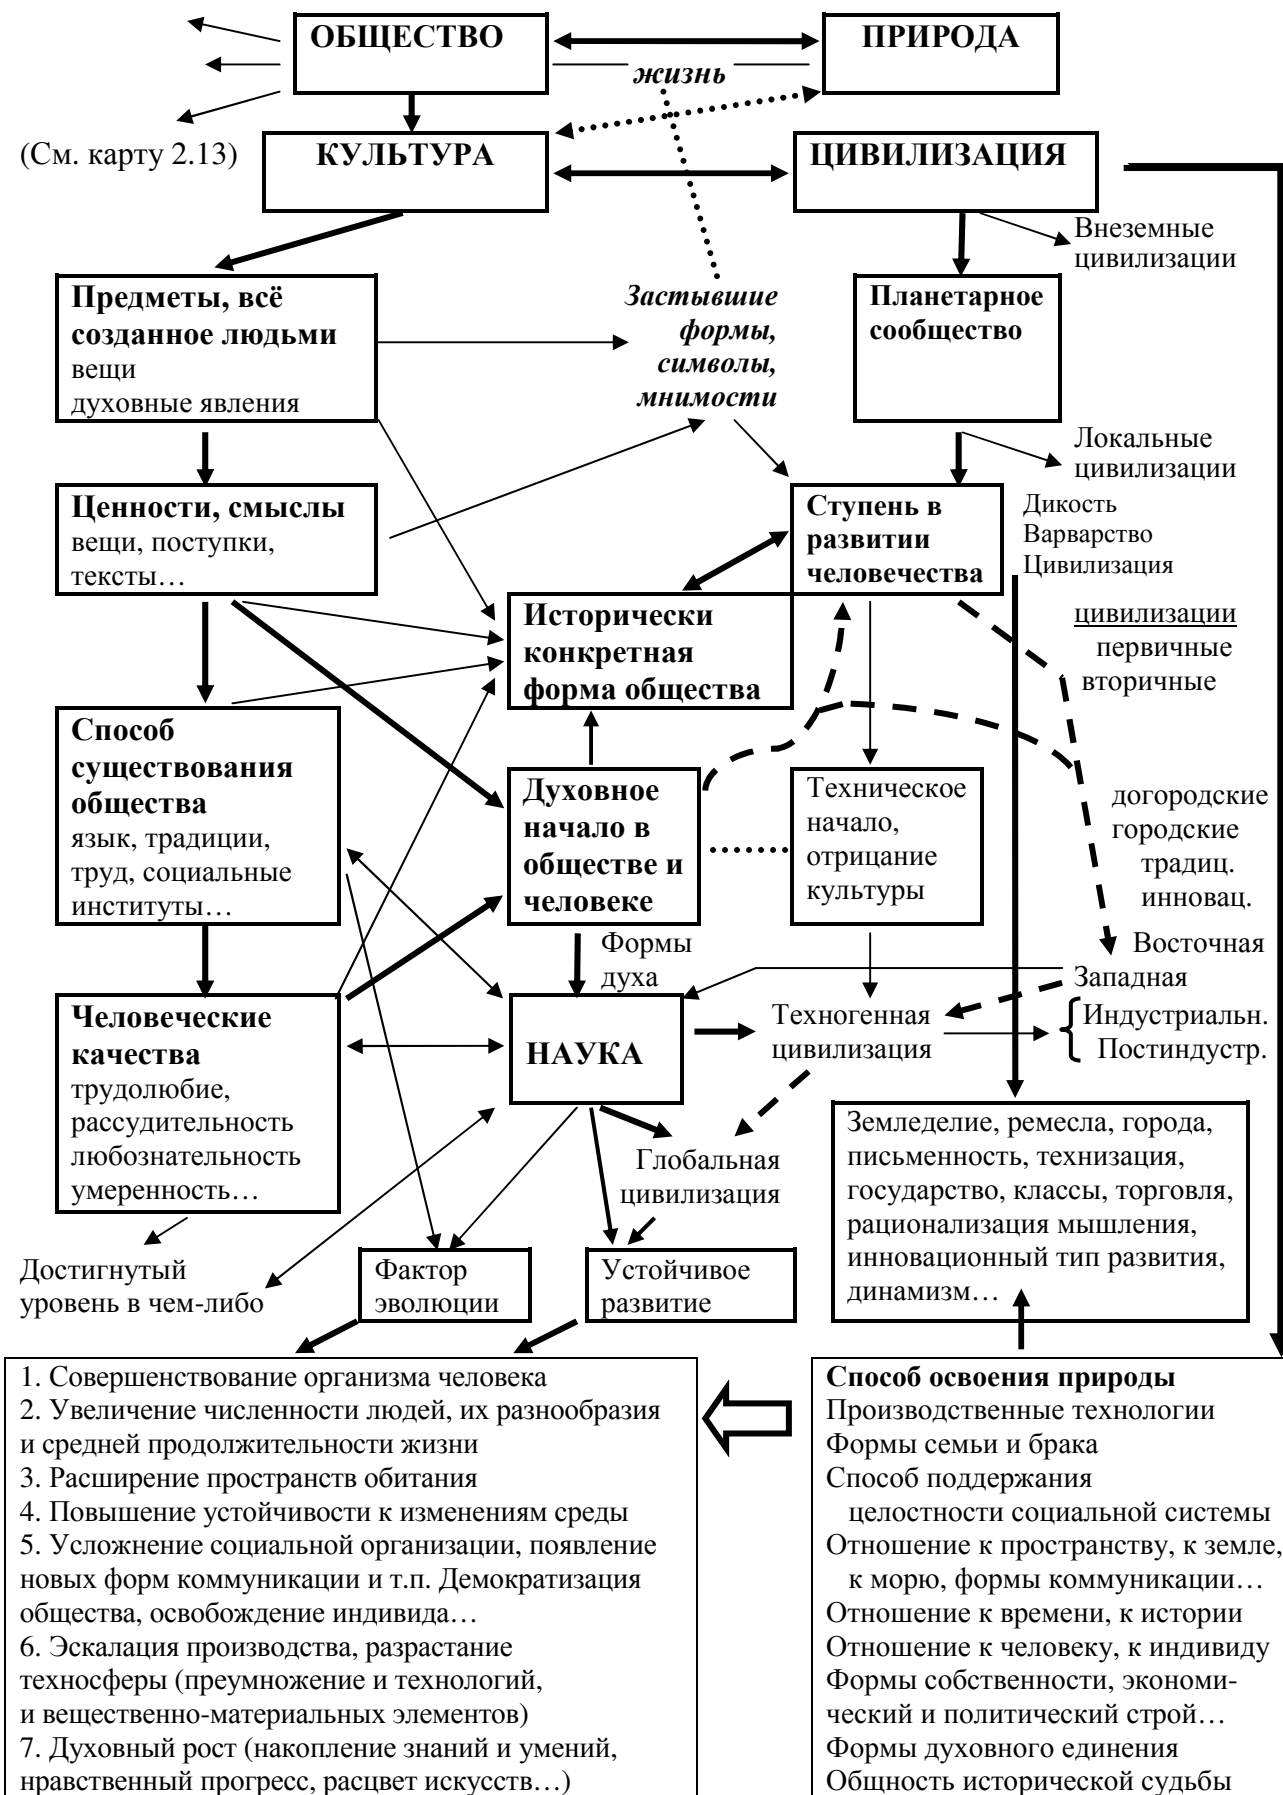 ОБЩЕСТВО
ПРИРОДА
жизнь
(См. карту 2.13)
КУЛЬТУРА
ЦИВИЛИЗАЦИЯ
Внеземные
цивилизации
Предметы, всё
созданное людьми
вещи
духовные явления
Застывшие
формы,
символы,
мнимости
Планетарное
сообщество
Локальные
цивилизации
Ценности, смыслы
вещи, поступки,
тексты…
Ступень в
развитии
человечества
Дикость
Варварство
Цивилизация
Исторически
конкретная
форма общества
цивилизации
первичные
вторичные
Способ
существования
общества
язык, традиции,
труд, социальные
институты…
Духовное
начало в
обществе и
человеке
Техническое
начало,
отрицание
культуры
догородские
городские
традиц.
инновац.
Формы
духа
Восточная
Западная
Человеческие
качества
трудолюбие,
рассудительность
любознательность
умеренность…
НАУКА
Техногенная
цивилизация
Индустриальн.
Постиндустр.
Глобальная
цивилизация
Земледелие, ремесла, города,
письменность, технизация,
государство, классы, торговля,
рационализация мышления,
инновационный тип развития,
динамизм…
Достигнутый
уровень в чем-либо
Фактор
эволюции
Устойчивое
развитие
1. Совершенствование организма человека
2. Увеличение численности людей, их разнообразия
и средней продолжительности жизни
3. Расширение пространств обитания
4. Повышение устойчивости к изменениям среды
5. Усложнение социальной организации, появление
новых форм коммуникации и т.п. Демократизация
общества, освобождение индивида…
6. Эскалация производства, разрастание
техносферы (преумножение и технологий,
и вещественно-материальных элементов)
7. Духовный рост (накопление знаний и умений,
нравственный прогресс, расцвет искусств…)
Способ освоения природы
Производственные технологии
Формы семьи и брака
Способ поддержания
целостности социальной системы
Отношение к пространству, к земле,
к морю, формы коммуникации…
Отношение к времени, к истории
Отношение к человеку, к индивиду
Формы собственности, экономи-
ческий и политический строй…
Формы духовного единения
Общность исторической судьбы